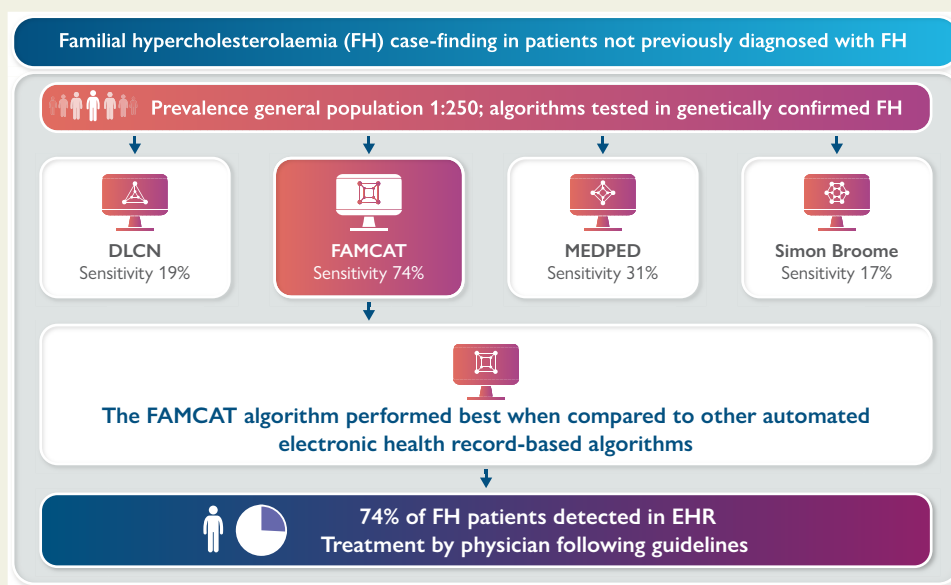 Familial hypercholesterolaemia (FH) case-finding in patients not previously diagnosed with FH
Prevalence general population 1:250; algorithms tested in genetically confirmed FH
DLCN
Sensitivity 19%
FAMCAT
Sensitivity 74%
MEDPED
Sensitivity 31%
Simon Broome
Sensitivity 17%
The FAMCAT algorithm performed best when compared to other automated
electronic health record-based algorithms
74% of FH patients detected in EHR
Treatment by physician following guidelines